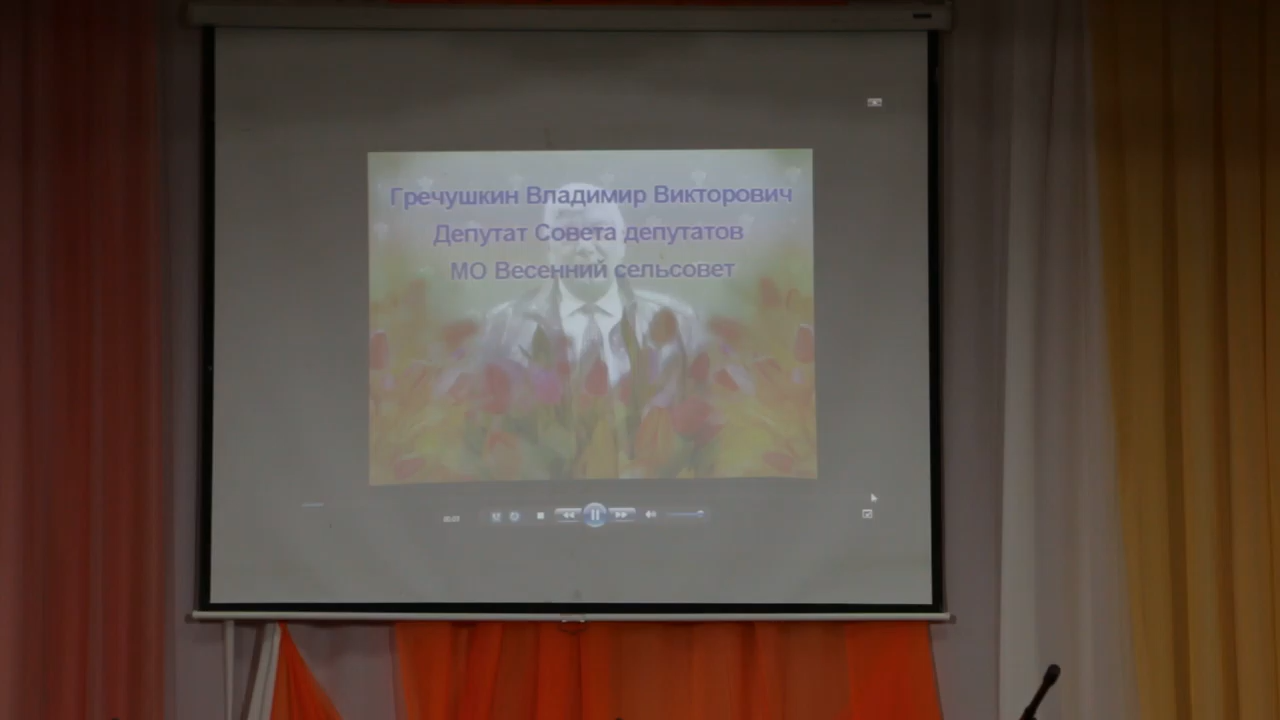 Гречушкин Владимир Викторович
Депутат Совета депутатов
МО Весенний сельсовет